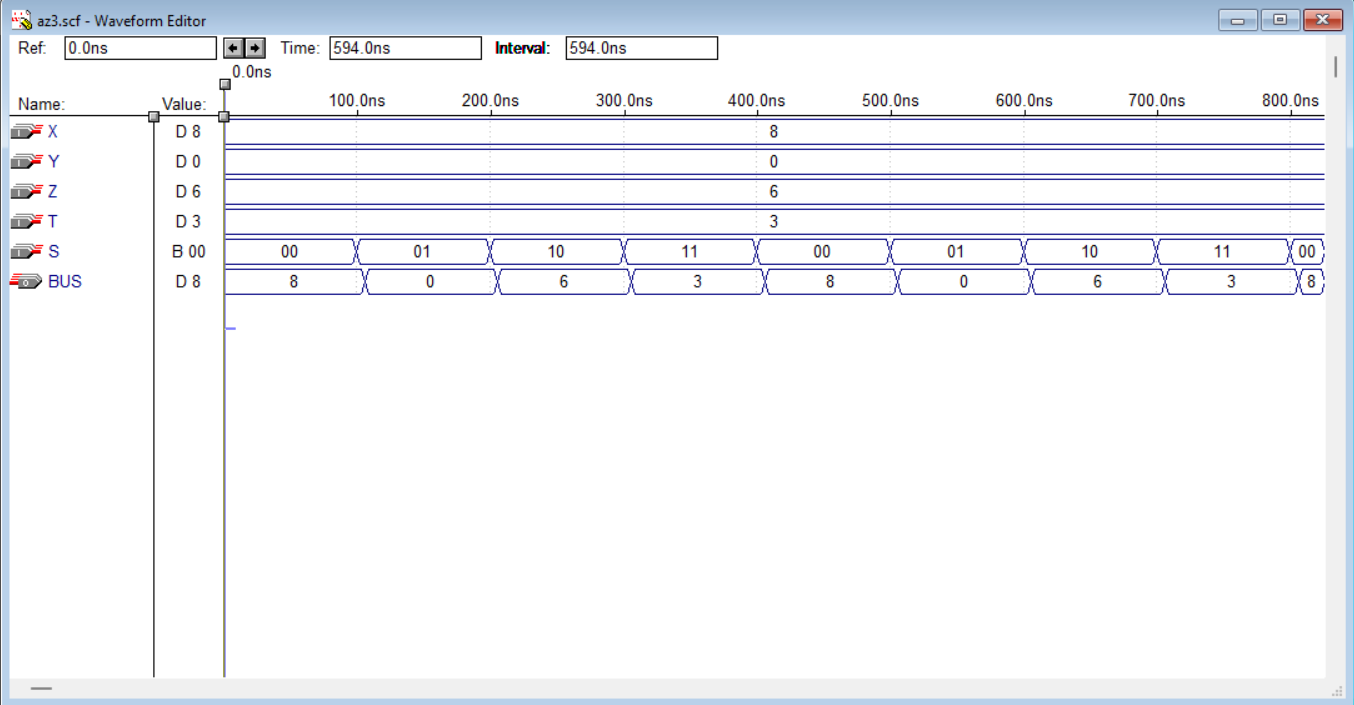 az3.scf - Waveform Editor
Ref: 0.0ns Time: 594.0ns Interval: 594.0ns
0.0ns
Name: Value: 100.0ns 200.0ns 300.0ns 400.0ns 500.0ns 600.0ns 700.0ns 800.0ns
X D 8 8
Y D 0 0
Z D 6 6
T D 3 3
S B 00 00 01 10 11 00 01 10 11 00
BUS D 8 8 0 6 3 8 0 6 3 8